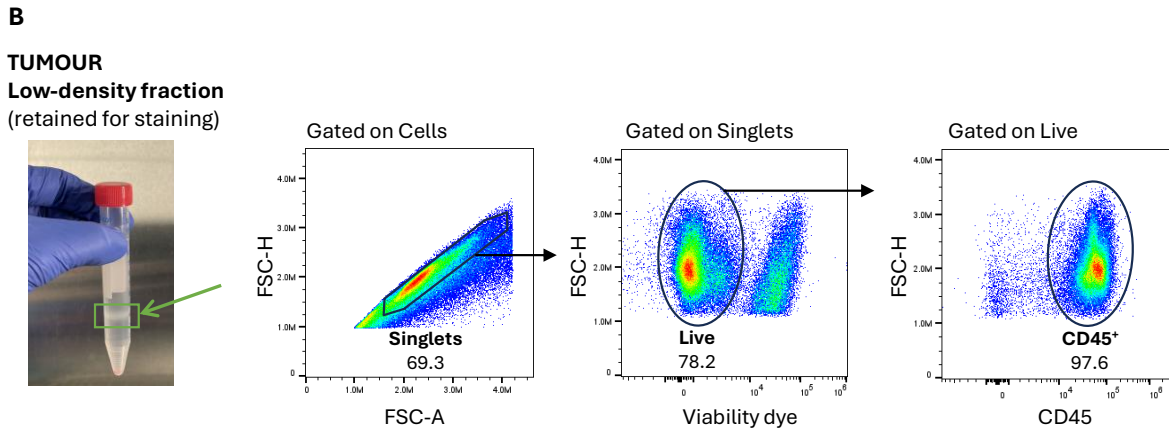 B
TUMOUR
Low-density fraction
(retained for staining)
Gated on Cells
FSC-H
4.0M
3.0M
2.0M
1.0M
0
0.0
1.0M
2.0M
3.0M
4.0M
Singlets
69.3
FSC-A
Gated on Singlets
FSC-H
4.0M
3.0M
2.0M
1.0M
0
0
10⁴
10⁵
10⁶
Live
78.2
Viability dye
Gated on Live
FSC-H
4.0M
3.0M
2.0M
1.0M
0
0
10⁴
10⁵
10⁶
CD45⁺
97.6
CD45